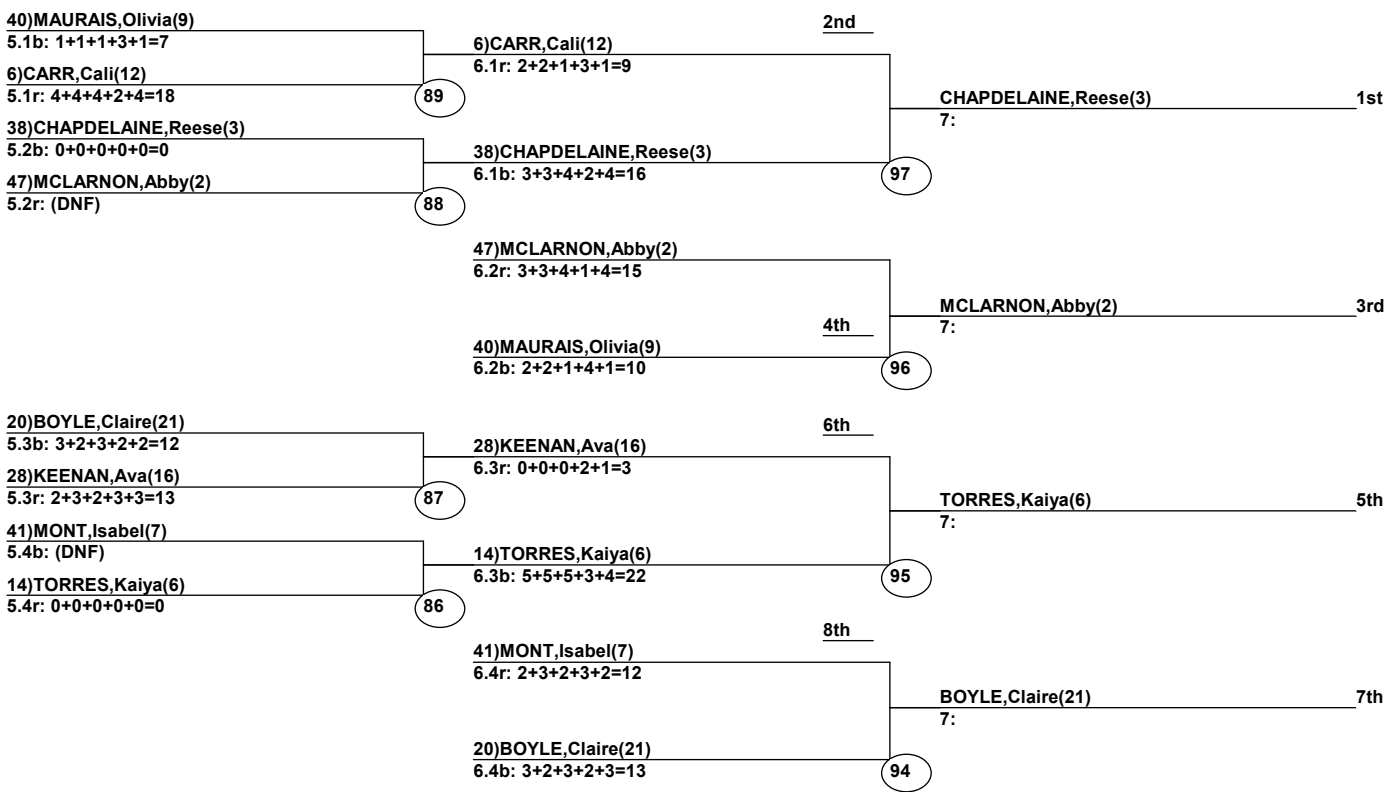 40)MAURAIS,Olivia(9)
5.1b: 1+1+1+3+1=7
6)CARR,Cali(12)
5.1r: 4+4+4+2+4=18
89
38)CHAPDELAINE,Reese(3)
5.2b: 0+0+0+0+0=0
47)MCLARNON,Abby(2)
5.2r: (DNF)
88
6)CARR,Cali(12)
6.1r: 2+2+1+3+1=9
38)CHAPDELAINE,Reese(3)
6.1b: 3+3+4+2+4=16
97
2nd
CHAPDELAINE,Reese(3)
7:
1st
47)MCLARNON,Abby(2)
6.2r: 3+3+4+1+4=15
40)MAURAIS,Olivia(9)
6.2b: 2+2+1+4+1=10
96
4th
MCLARNON,Abby(2)
7:
3rd
20)BOYLE,Claire(21)
5.3b: 3+2+3+2+2=12
28)KEENAN,Ava(16)
5.3r: 2+3+2+3+3=13
87
41)MONT,Isabel(7)
5.4b: (DNF)
14)TORRES,Kaiya(6)
5.4r: 0+0+0+0+0=0
86
28)KEENAN,Ava(16)
6.3r: 0+0+0+2+1=3
14)TORRES,Kaiya(6)
6.3b: 5+5+5+3+4=22
95
6th
TORRES,Kaiya(6)
7:
5th
41)MONT,Isabel(7)
6.4r: 2+3+2+3+2=12
20)BOYLE,Claire(21)
6.4b: 3+2+3+2+3=13
94
8th
BOYLE,Claire(21)
7:
7th